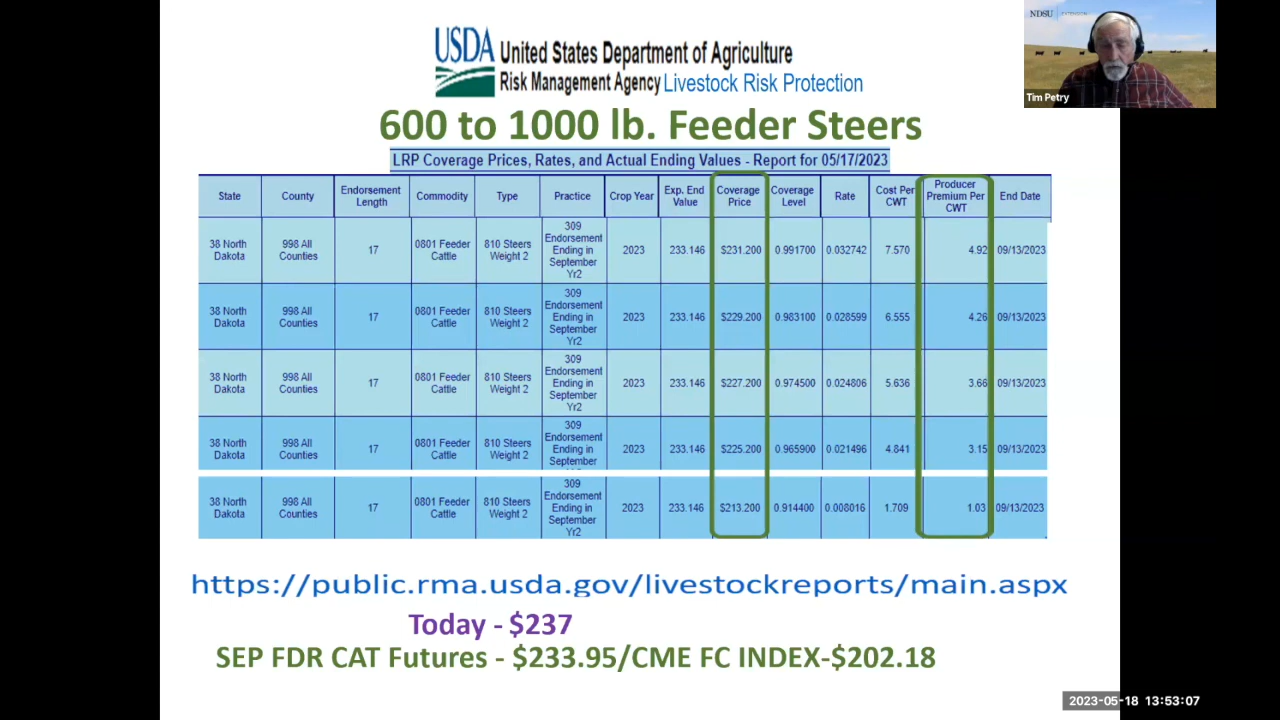 NDSU EXTENSION
Tim Petry
USDA United States Department of Agriculture
Risk Management Agency Livestock Risk Protection
600 to 1000 lb. Feeder Steers
LRP Coverage Prices, Rates, and Actual Ending Values - Report for 05/17/2023
State County Endorsement Length Commodity Type Practice Crop Year Exp. End Value Coverage Price Coverage Level Rate Cost Per CWT Producer Premium Per CWT End Date
38 North Dakota 998 All Counties 17 0801 Feeder Cattle 810 Steers Weight 2 309 Endorsement Ending in September Yr2 2023 233.146 $231.200 0.991700 0.032742 7.570 4.92 09/13/2023
38 North Dakota 998 All Counties 17 0801 Feeder Cattle 810 Steers Weight 2 309 Endorsement Ending in September Yr2 2023 233.146 $229.200 0.983100 0.028599 6.555 4.26 09/13/2023
38 North Dakota 998 All Counties 17 0801 Feeder Cattle 810 Steers Weight 2 309 Endorsement Ending in September Yr2 2023 233.146 $227.200 0.974500 0.024806 5.636 3.66 09/13/2023
38 North Dakota 998 All Counties 17 0801 Feeder Cattle 810 Steers Weight 2 309 Endorsement Ending in September 2023 233.146 $225.200 0.965900 0.021496 4.841 3.15 09/13/2023
38 North Dakota 998 All Counties 17 0801 Feeder Cattle 810 Steers Weight 2 309 Endorsement Ending in September Yr2 2023 233.146 $213.200 0.914400 0.008016 1.709 1.03 09/13/2023
https://public.rma.usda.gov/livestockreports/main.aspx
Today - $237
SEP FDR CAT Futures - $233.95/CME FC INDEX-$202.18
2023-05-18 13:53:07